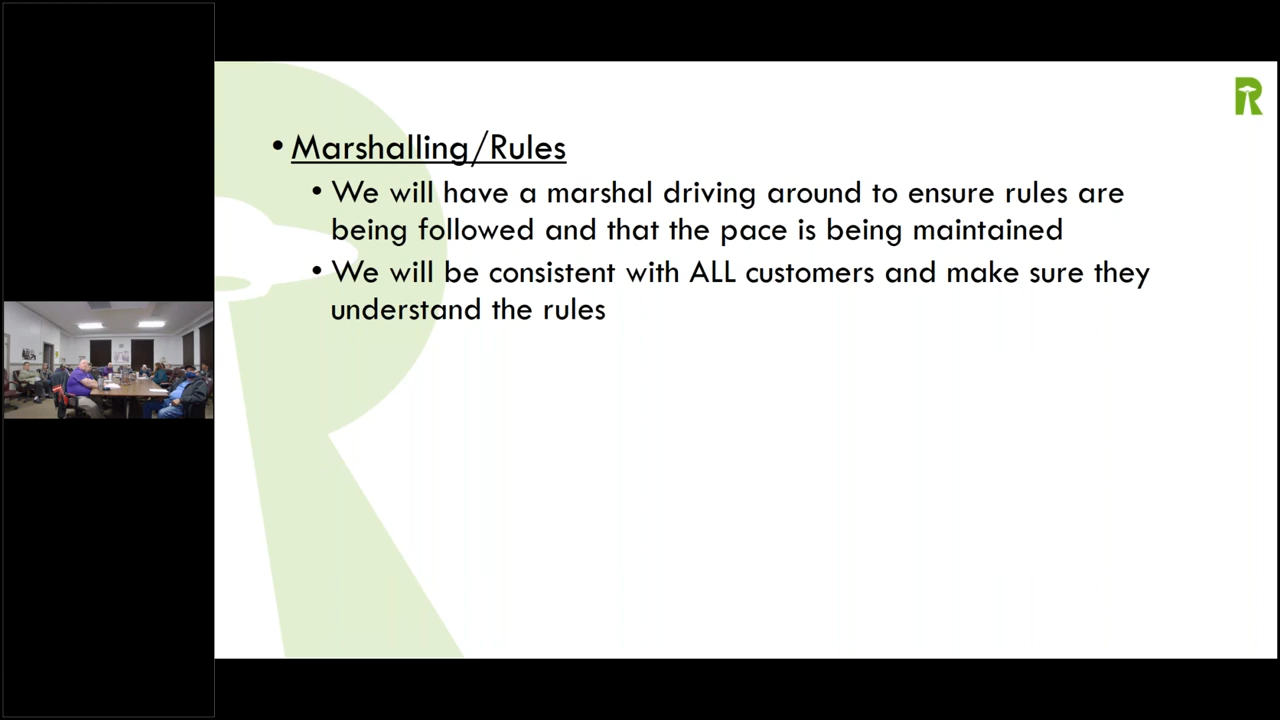 • Marshalling/Rules
• We will have a marshal driving around to ensure rules are
being followed and that the pace is being maintained
• We will be consistent with ALL customers and make sure they
understand the rules
R